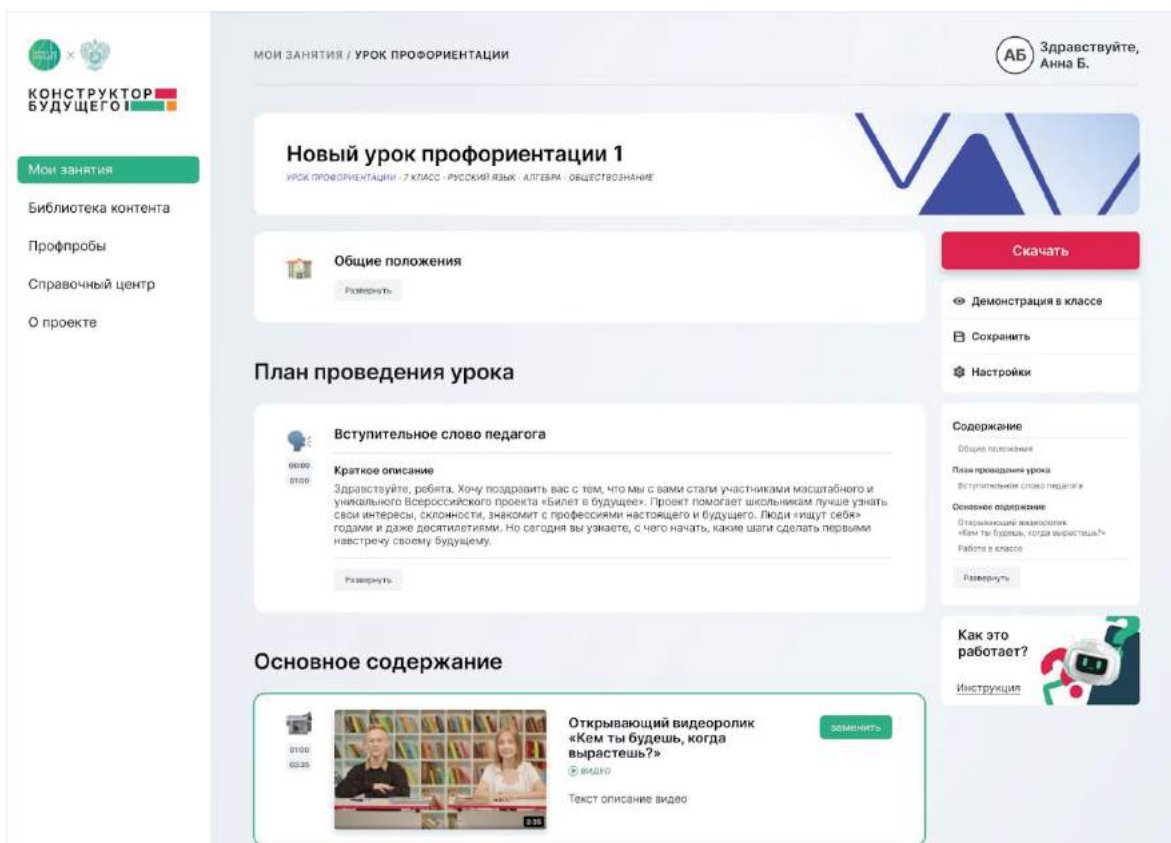 КОНСТРУКТОР
БУДУЩЕГО
Мои занятия
Библиотека контента
Профпробы
Справочный центр
О проекте
МОИ ЗАНЯТИЯ / УРОК ПРОФОРИЕНТАЦИИ
АБ
Здравствуйте,
Анна Б.
Новый урок профориентации 1
УРОК ПРОФОРИЕНТАЦИИ · 7 КЛАСС · РУССКИЙ ЯЗЫК · АЛГЕБРА · ОБЩЕСТВОЗНАНИЕ
Общие положения
Развернуть
План проведения урока
Вступительное слово педагога
00:00
01:00
Краткое описание
Здравствуйте, ребята. Хочу поздравить вас с тем, что мы с вами стали участниками масштабного и
уникального Всероссийского проекта «Билет в будущее». Проект помогает школьникам лучше узнать
свои интересы, склонности, знакомит с профессиями настоящего и будущего. Люди «ищут себя»
годами и даже десятилетиями. Но сегодня вы узнаете, с чего начать, какие шаги сделать первыми
навстречу своему будущему.
Развернуть
Основное содержание
01:00
03:35
2:35
Открывающий видеоролик
«Кем ты будешь, когда
вырастешь?»
ВИДЕО
Текст описание видео
заменить
Скачать
Демонстрация в классе
Сохранить
Настройки
Содержание
Общие положения
План проведения урока
Вступительное слово педагога
Основное содержание
Открывающий видеоролик
«Кем ты будешь, когда вырастешь?»
Работа в классе
Развернуть
Как это
работает?
Инструкция